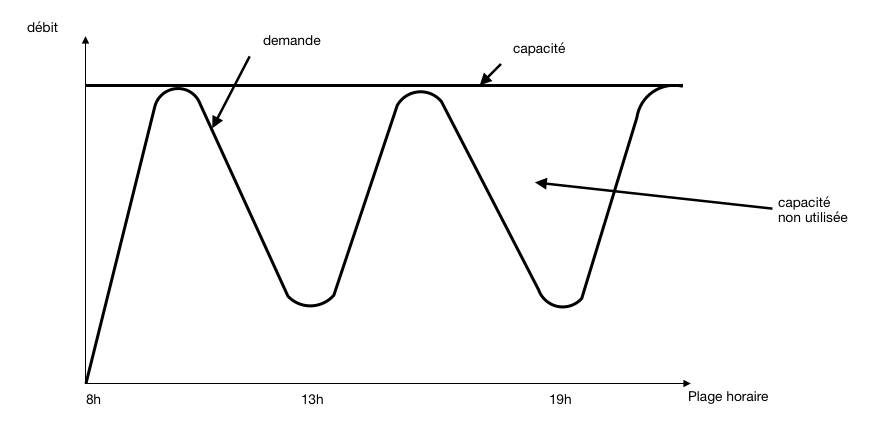 débit
demande
capacité
capacité
non utilisée
8h
13h
19h
Plage horaire